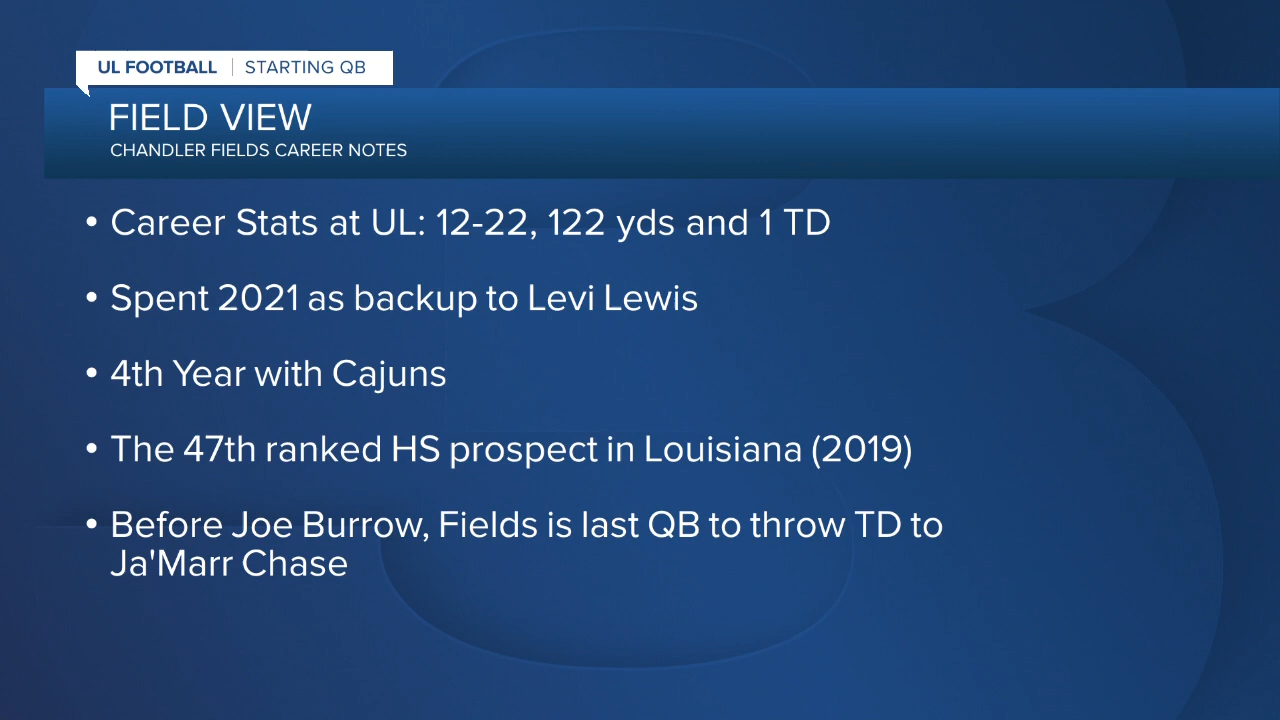 UL FOOTBALL | STARTING QB
FIELD VIEW
CHANDLER FIELDS CAREER NOTES
• Career Stats at UL: 12-22, 122 yds and 1 TD
• Spent 2021 as backup to Levi Lewis
• 4th Year with Cajuns
• The 47th ranked HS prospect in Louisiana (2019)
• Before Joe Burrow, Fields is last QB to throw TD to
Ja'Marr Chase